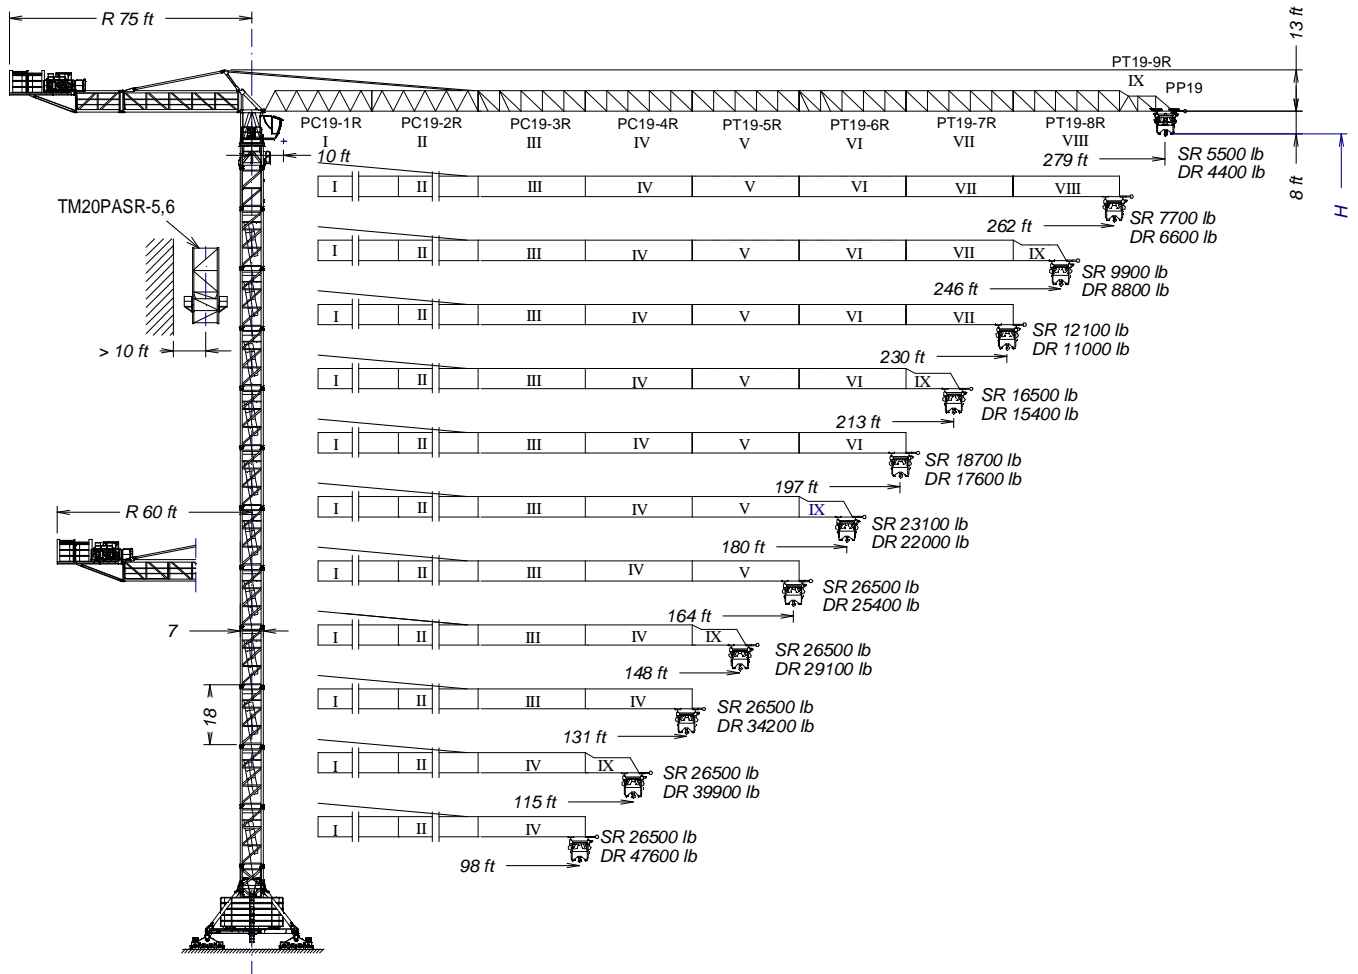 R 75 ft
13 ft
PT19-9R
IX
PP19
PC19-1R PC19-2R PC19-3R PC19-4R PT19-5R PT19-6R PT19-7R PT19-8R
I II III IV V VI VII VIII
10 ft
279 ft
SR 5500 lb
DR 4400 lb
8 ft
H
I II III IV V VI VII VIII
TM20PASR-5,6
262 ft
SR 7700 lb
DR 6600 lb
I II III IV V VI VII IX
246 ft
SR 9900 lb
DR 8800 lb
I II III IV V VI VII
> 10 ft
230 ft
SR 12100 lb
DR 11000 lb
I II III IV V VI IX
213 ft
SR 16500 lb
DR 15400 lb
I II III IV V VI
197 ft
SR 18700 lb
DR 17600 lb
R 60 ft
I II III IV V IX
180 ft
SR 23100 lb
DR 22000 lb
I II III IV V
164 ft
SR 26500 lb
DR 25400 lb
7
I II III IV IX
148 ft
SR 26500 lb
DR 29100 lb
18
I II III IV
131 ft
SR 26500 lb
DR 34200 lb
I II IV IX
115 ft
SR 26500 lb
DR 39900 lb
I II IV
98 ft
SR 26500 lb
DR 47600 lb